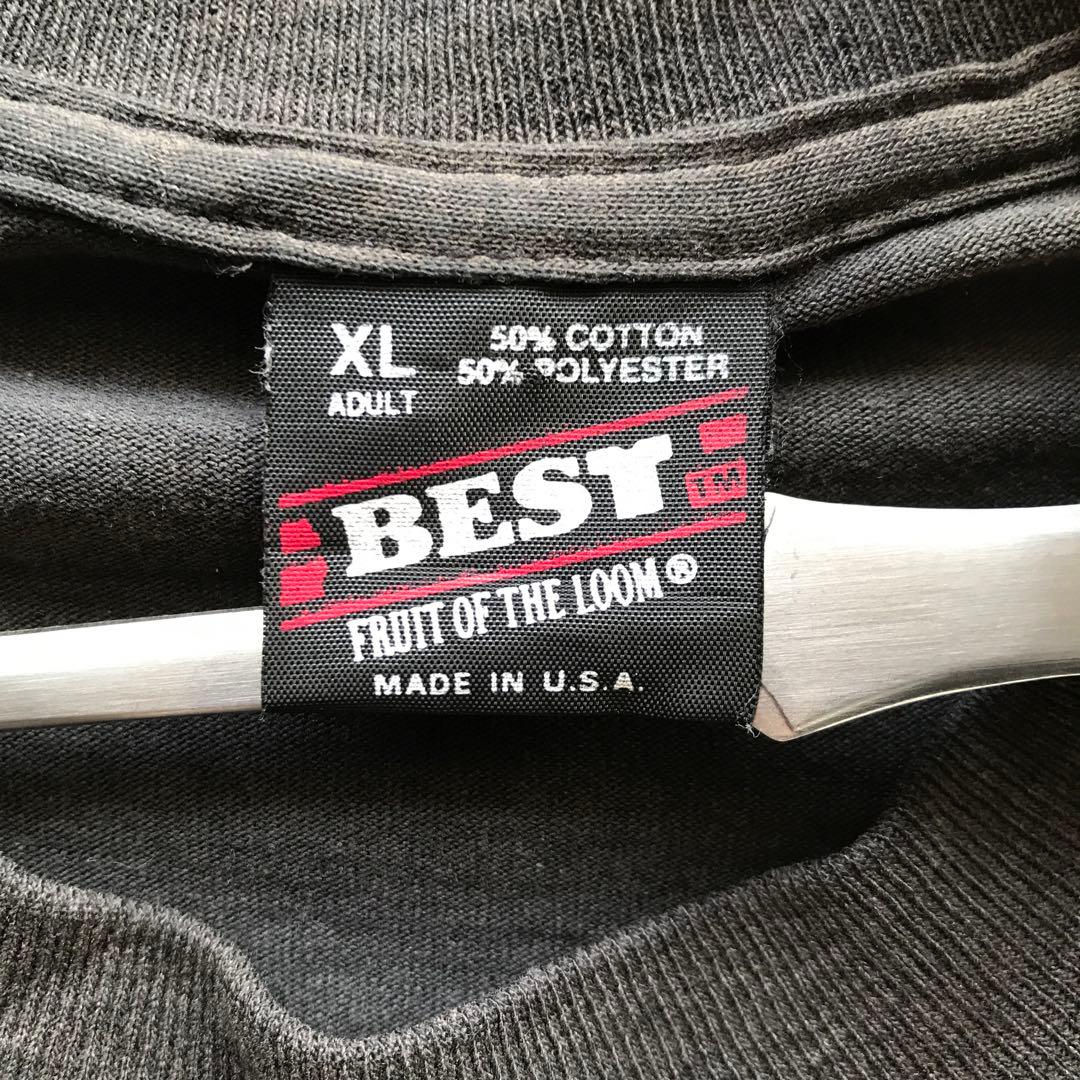 XL
ADULT
50% COTTON
50% POLYESTER
BEST
TM
FRUIT OF THE LOOM®
MADE IN U.S.A.